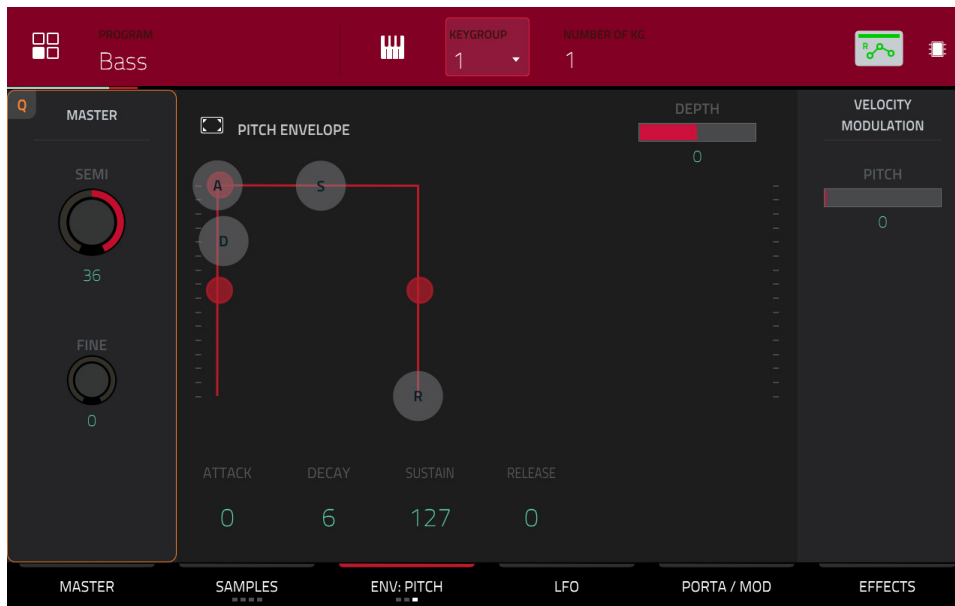 PROGRAM
Bass
KEYGROUP
1
NUMBER OF KG
1
R
Q
MASTER
SEMI
36
FINE
0
PITCH ENVELOPE
DEPTH
0
A
S
D
R
ATTACK DECAY SUSTAIN RELEASE
0 6 127 0
VELOCITY
MODULATION
PITCH
0
MASTER SAMPLES ENV: PITCH LFO PORTA / MOD EFFECTS